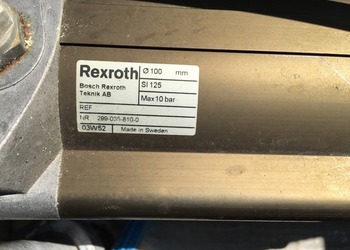 Rexroth Ø 100 mm
Bosch Rexroth
Teknik AB
SI 125
Max 10 bar
REF
NR 299-036-810-0
03W52 Made in Sweden